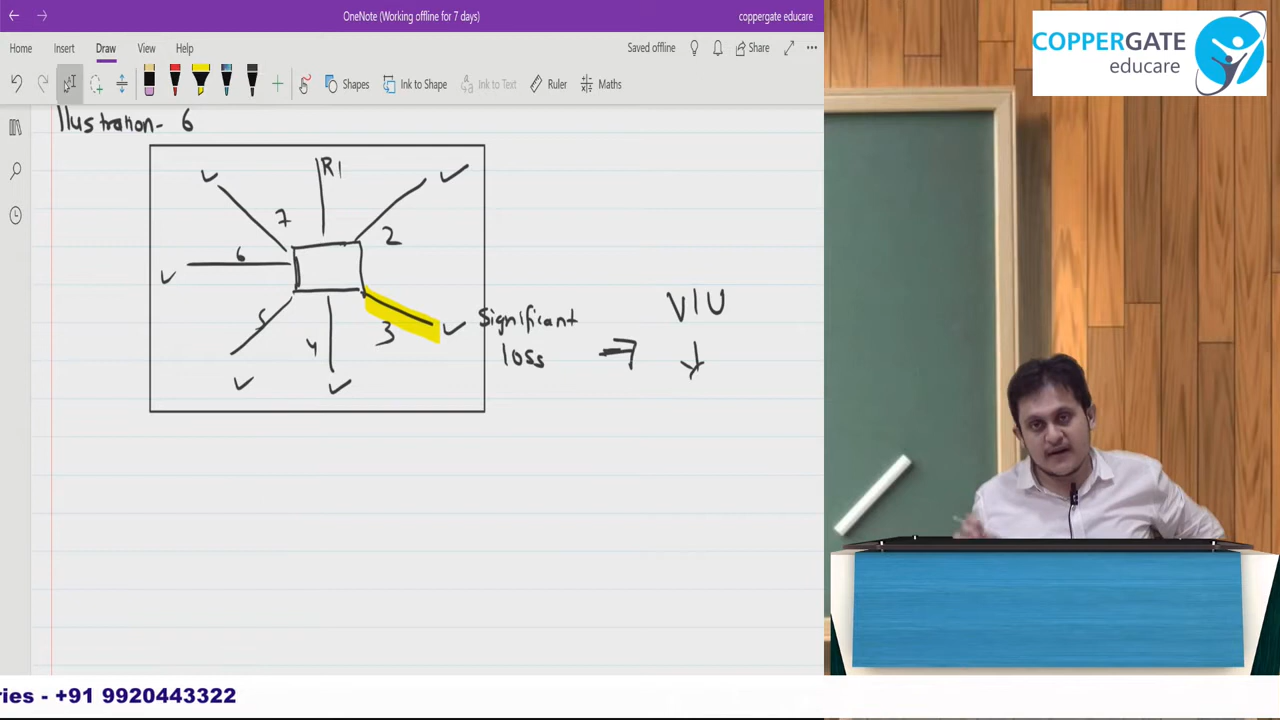 OneNote (Working offline for 7 days)
coppergate educare
Home Insert Draw View Help
Saved offline
Share
Shapes
Ink to Shape
Ink to Text
Ruler
Maths
COPPERGATE
educare
Illustration- 6
R1
7
2
6
5
4
3
Significant
loss
VIU
ries - +91 9920443322